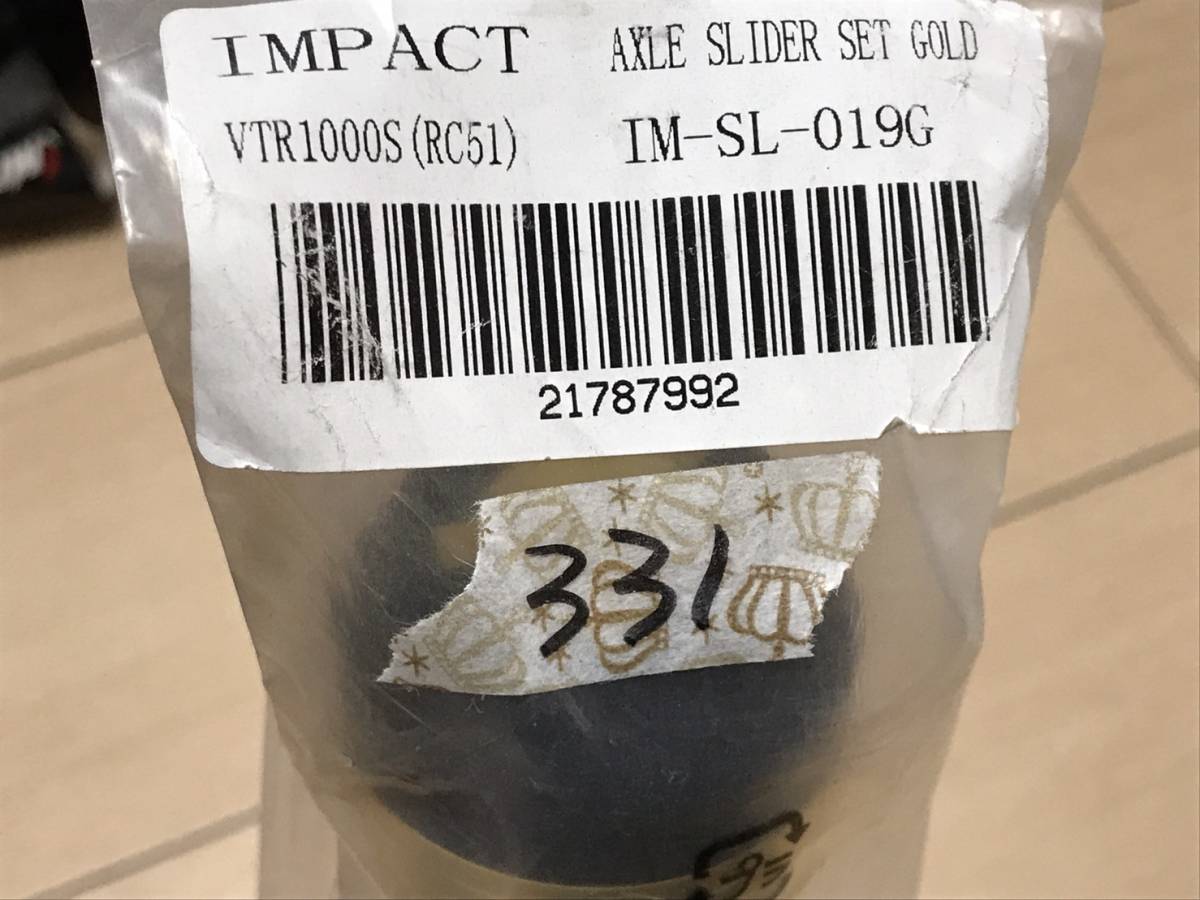 IMPACT AXLE SLIDER SET GOLD
VTR1000S(RC51) IM-SL-019G
21787992
331